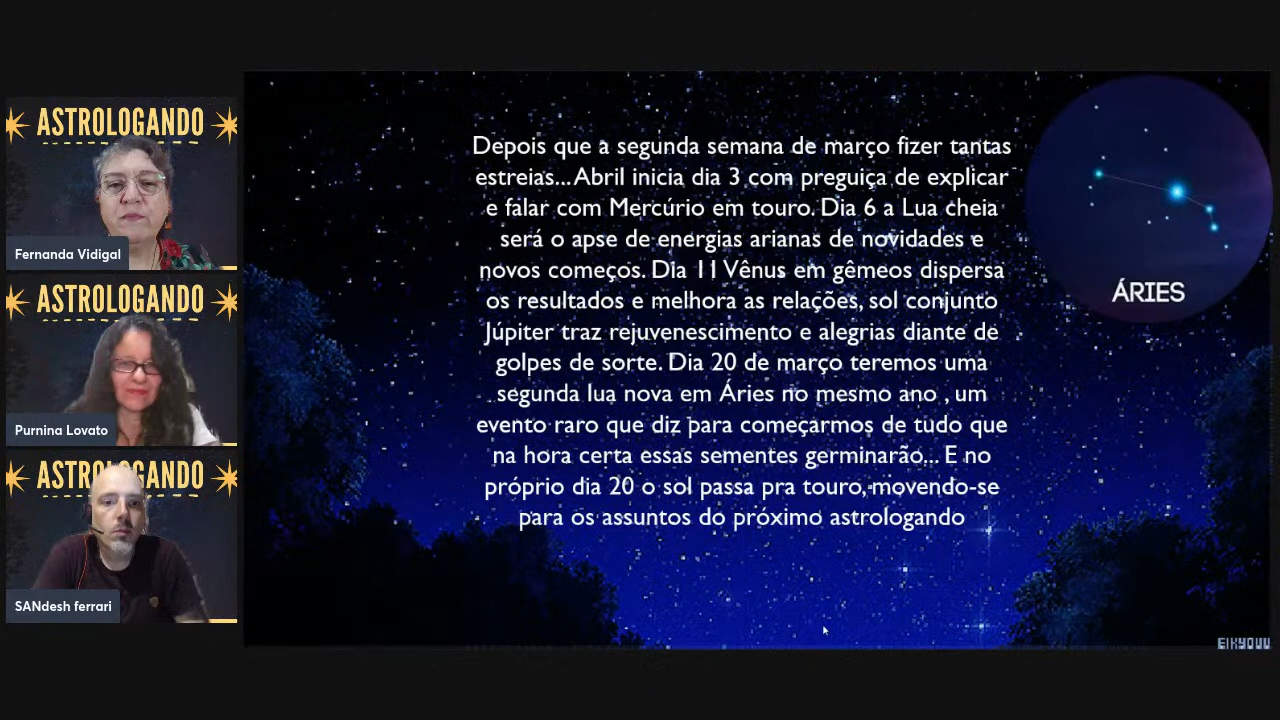 ASTROLOGANDO
Fernanda Vidigal
ASTROLOGANDO
Purnina Lovato
ASTROLOGANDO
SANdesh ferrari
Depois que a segunda semana de março fizer tantas
estreias... Abril inicia dia 3 com preguiça de explicar
e falar com Mercúrio em touro. Dia 6 a Lua cheia
será o apse de energias arianas de novidades e
novos começos. Dia 11 Vênus em gêmeos dispersa
os resultados e melhora as relações, sol conjunto
Júpiter traz rejuvenescimento e alegrias diante de
golpes de sorte. Dia 20 de março teremos uma
segunda lua nova em Áries no mesmo ano , um
evento raro que diz para começarmos de tudo que
na hora certa essas sementes germinarão... E no
próprio dia 20 o sol passa pra touro, movendo-se
para os assuntos do próximo astrologando
ÁRIES